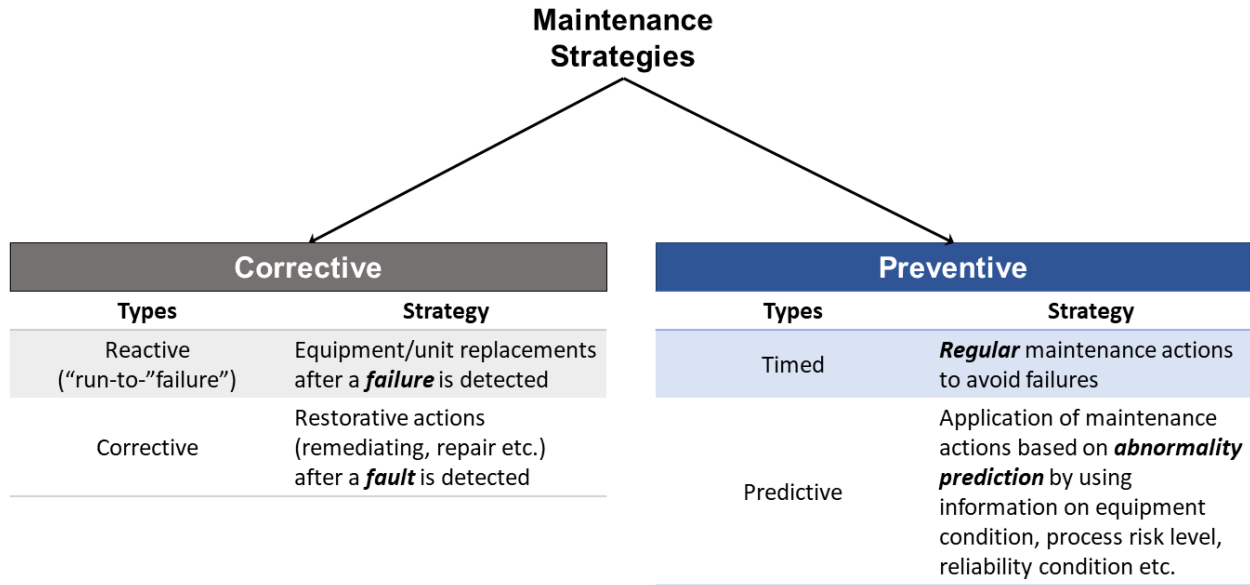 Maintenance
Strategies
Corrective
Types Strategy
Reactive
(“run-to-”failure”)
Equipment/unit replacements
after a failure is detected
Corrective
Restorative actions
(remediating, repair etc.)
after a fault is detected
Preventive
Types Strategy
Timed
Regular maintenance actions
to avoid failures
Predictive
Application of maintenance
actions based on abnormality
prediction by using
information on equipment
condition, process risk level,
reliability condition etc.